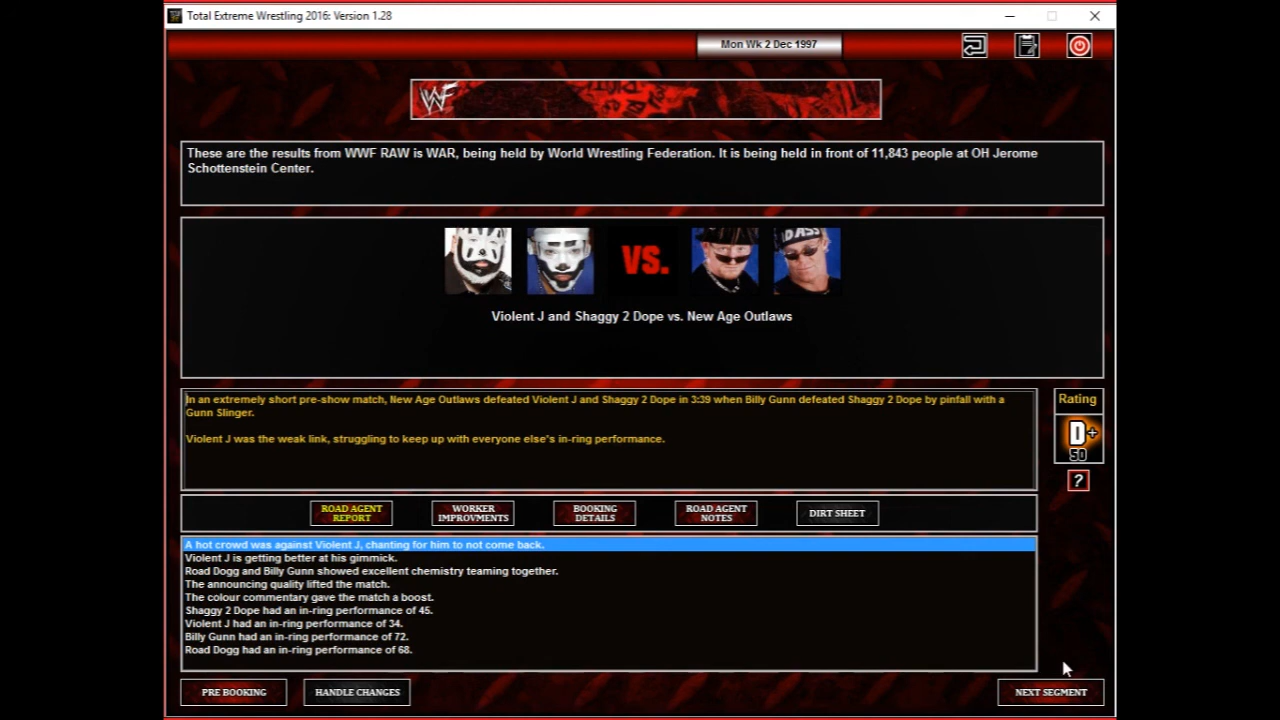 Total Extreme Wrestling 2016: Version 1.28
Mon Wk 2 Dec 1997
These are the results from WWF RAW is WAR, being held by World Wrestling Federation. It is being held in front of 11,843 people at OH Jerome
Schottenstein Center.
VS.
Violent J and Shaggy 2 Dope vs. New Age Outlaws
In an extremely short pre-show match, New Age Outlaws defeated Violent J and Shaggy 2 Dope in 3:39 when Billy Gunn defeated Shaggy 2 Dope by pinfall with a
Gunn Slinger.
Violent J was the weak link, struggling to keep up with everyone else's in-ring performance.
Rating
D+
50
?
ROAD AGENT
REPORT
WORKER
IMPROVMENTS
BOOKING
DETAILS
ROAD AGENT
NOTES
DIRT SHEET
A hot crowd was against Violent J, chanting for him to not come back.
Violent J is getting better at his gimmick.
Road Dogg and Billy Gunn showed excellent chemistry teaming together.
The announcing quality lifted the match.
The colour commentary gave the match a boost.
Shaggy 2 Dope had an in-ring performance of 45.
Violent J had an in-ring performance of 34.
Billy Gunn had an in-ring performance of 72.
Road Dogg had an in-ring performance of 68.
PRE BOOKING
HANDLE CHANGES
NEXT SEGMENT